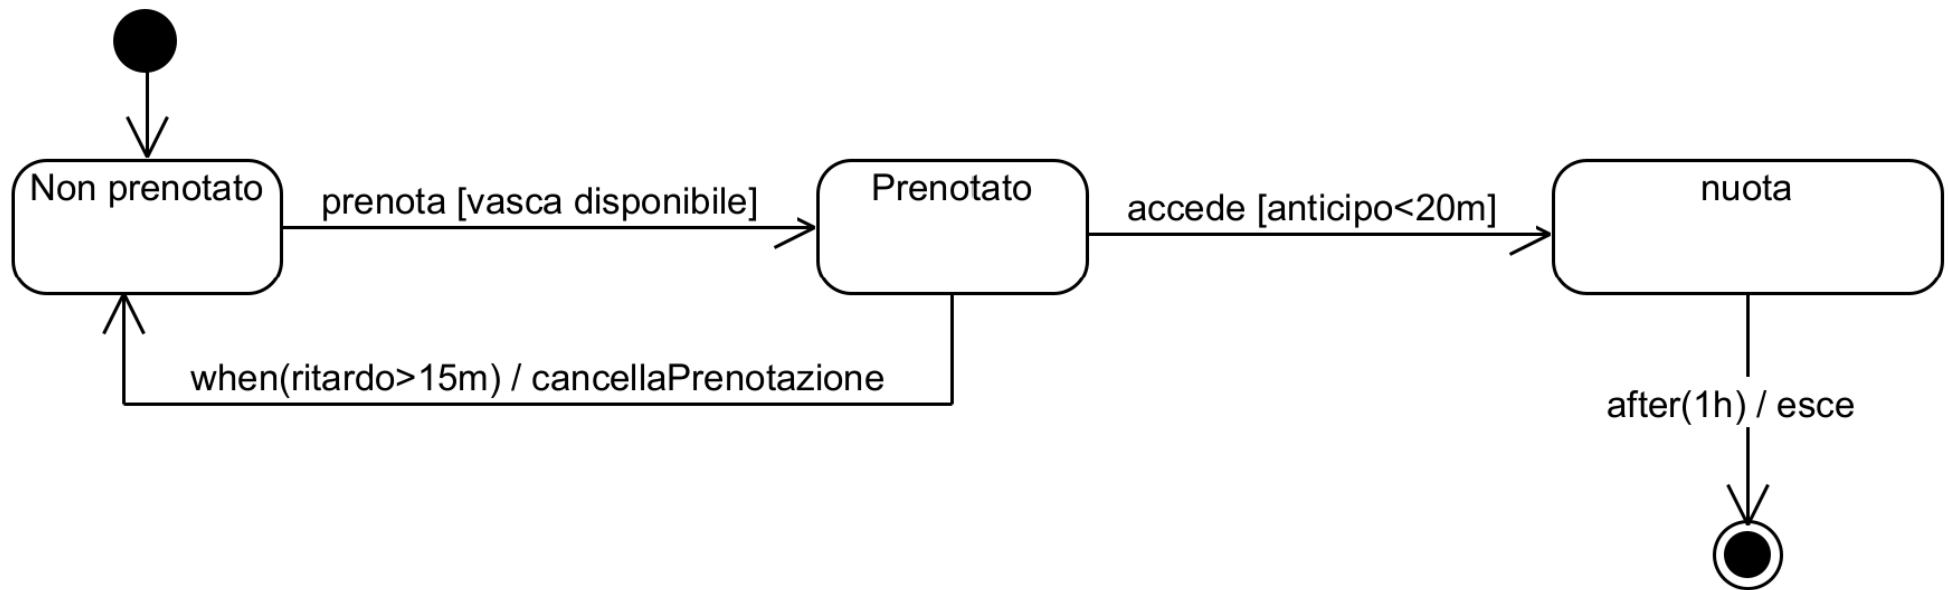 Non prenotato
prenota [vasca disponibile]
Prenotato
accede [anticipo<20m]
nuota
when(ritardo>15m) / cancellaPrenotazione
after(1h) / esce